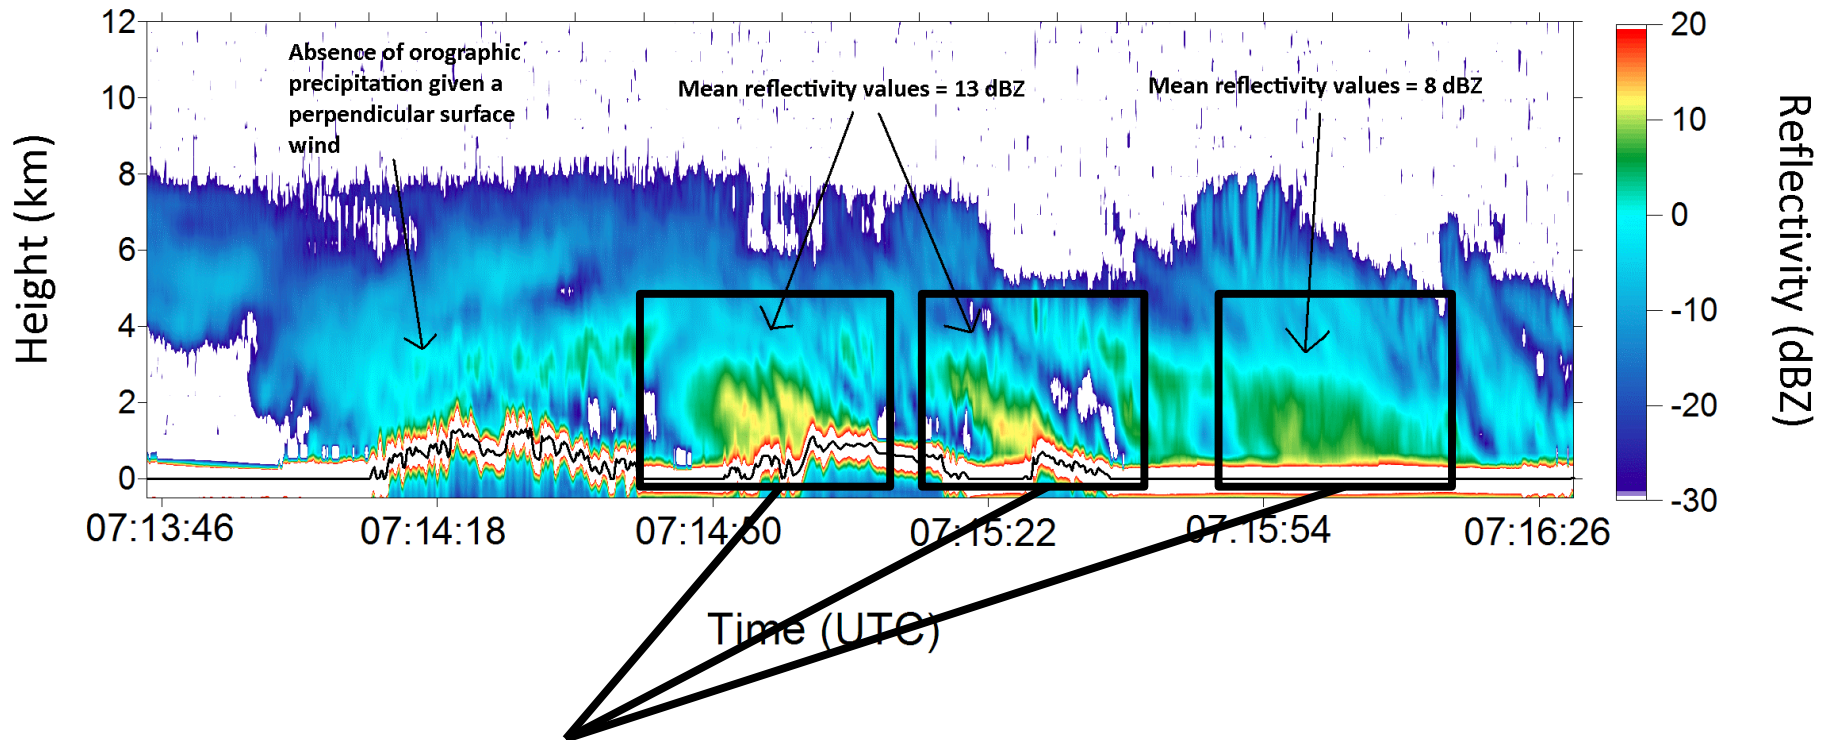 12
10
8
6
4
2
0
Height (km)
Absence of orographic
precipitation given a
perpendicular surface
wind
Mean reflectivity values = 13 dBZ
Mean reflectivity values = 8 dBZ
20
10
0
-10
-20
-30
Reflectivity (dBZ)
07:13:46 07:14:18 07:14:50 07:15:22 07:15:54 07:16:26
Time (UTC)